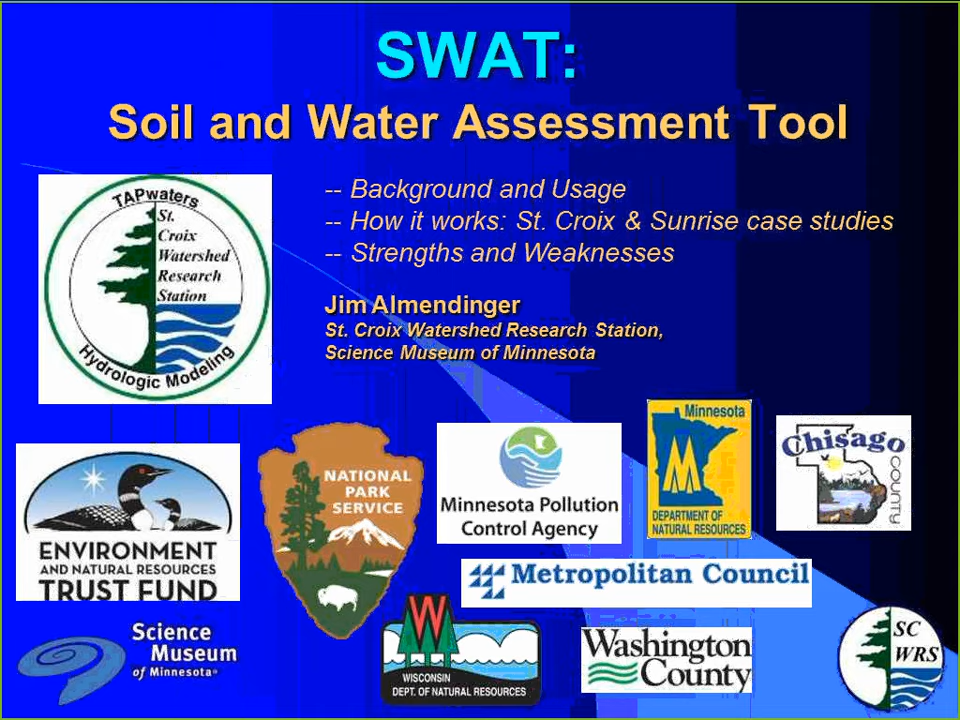 SWAT:
Soil and Water Assessment Tool
-- Background and Usage
-- How it works: St. Croix & Sunrise case studies
-- Strengths and Weaknesses
Jim Almendinger
St. Croix Watershed Research Station,
Science Museum of Minnesota
TAPwaters
St.
Croix
Watershed
Research
Station
Hydrologic Modeling
ENVIRONMENT
AND NATURAL RESOURCES
TRUST FUND
NATIONAL
PARK
SERVICE
Minnesota Pollution
Control Agency
Minnesota
M
DEPARTMENT OF
NATURAL RESOURCES
Chisago
COUNTY
Metropolitan Council
Science
Museum
of Minnesota®
W
WISCONSIN
DEPT. OF NATURAL RESOURCES
Washington
County
SC
WRS